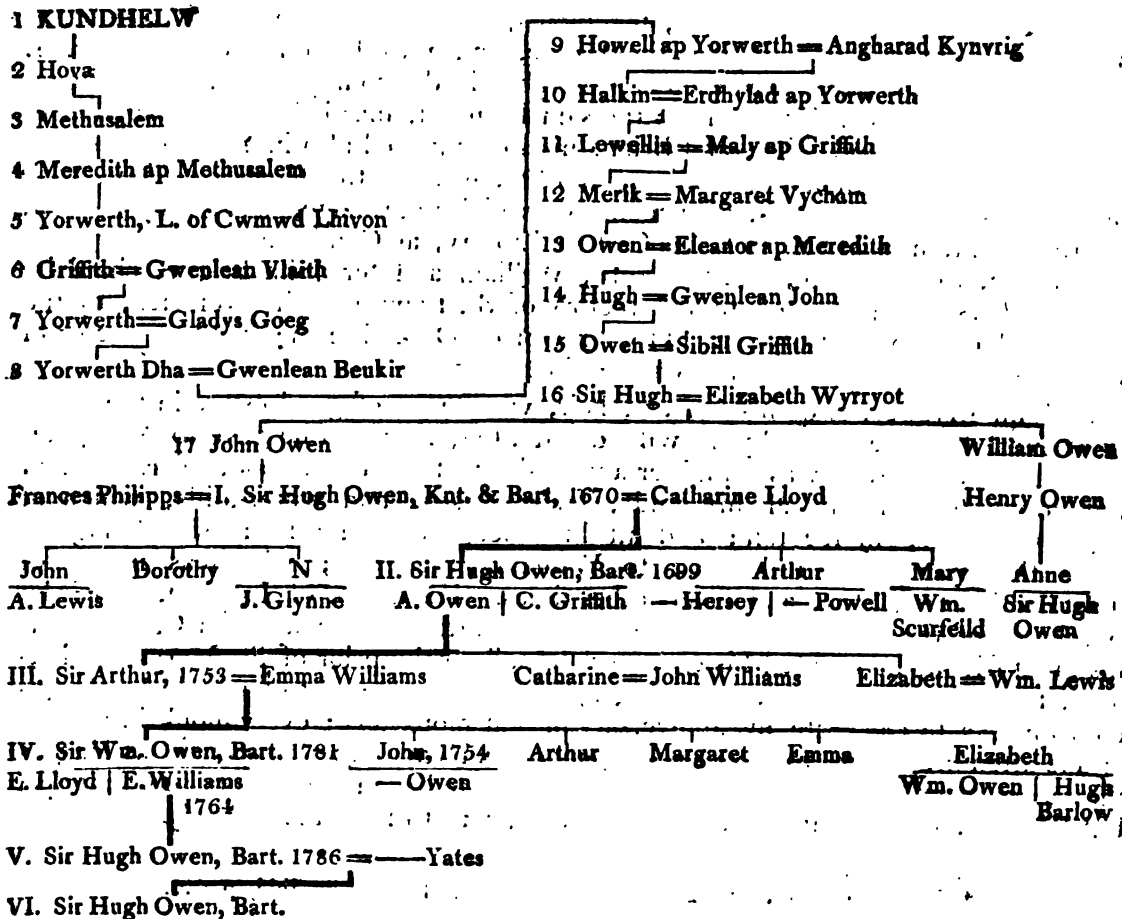 1 KUNDHELW
2 Hova
3 Methusalem
4 Meredith ap Methusalem
5 Yorwerth, L. of Cwmwd Lhivon
6 Griffith = Gwenlean Vlaith
7 Yorwerth = Gladys Goeg
8 Yorwerth Dha = Gwenlean Beukir
9 Howell ap Yorwerth = Angharad Kynvrig
10 Halkin = Erdhylad ap Yorwerth
11 Lewellin = Maly ap Griffith
12 Merik = Margaret Vycham
13 Owen = Eleanor ap Meredith
14 Hugh = Gwenlean John
15 Owen = Sibill Griffith
16 Sir Hugh = Elizabeth Wyrryot
17 John Owen William Owen
Frances Philipps = I. Sir Hugh Owen, Knt. & Bart, 1670 = Catharine Lloyd Henry Owen
John Dorothy N II. Sir Hugh Owen, Bart. 1699 Arthur Mary Anne
A. Lewis J. Glynne A. Owen | C. Griffith — Hersey | — Powell Wm. Sir Hugh
Scurfeild Owen
III. Sir Arthur, 1753 = Emma Williams Catharine = John Williams Elizabeth = Wm. Lewis
IV. Sir Wm. Owen, Bart. 1781 John, 1754 Arthur Margaret Emma Elizabeth
E. Lloyd | E. Williams — Owen Wm. Owen | Hugh
1764 Barlow
V. Sir Hugh Owen, Bart. 1786 = —— Yates
VI. Sir Hugh Owen, Bart.